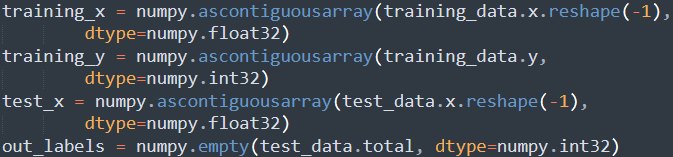 training_x = numpy.ascontiguousarray(training_data.x.reshape(-1),
dtype=numpy.float32)
training_y = numpy.ascontiguousarray(training_data.y,
dtype=numpy.int32)
test_x = numpy.ascontiguousarray(test_data.x.reshape(-1),
dtype=numpy.float32)
out_labels = numpy.empty(test_data.total, dtype=numpy.int32)